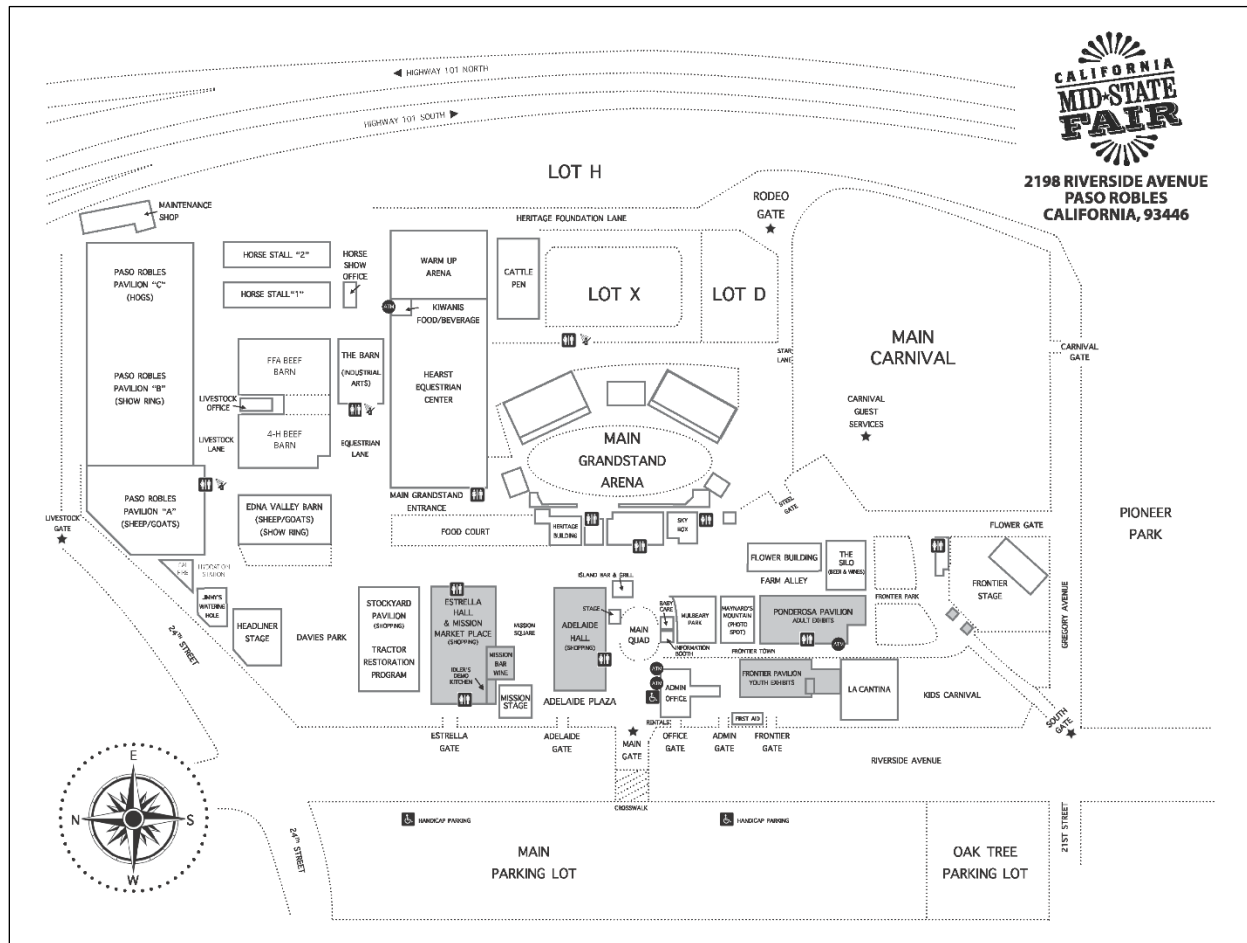 CALIFORNIA
MID★STATE
FAIR
2198 RIVERSIDE AVENUE
PASO ROBLES
CALIFORNIA, 93446
◄ HIGHWAY 101 NORTH
HIGHWAY 101 SOUTH ►
LOT H
HERITAGE FOUNDATION LANE
RODEO
GATE
★
MAINTENANCE
SHOP
PASO ROBLES
PAVILION "C"
(HOGS)
PASO ROBLES
PAVILION "B"
(SHOW RING)
PASO ROBLES
PAVILION "A"
(SHEEP/GOATS)
HORSE STALL "2"
HORSE STALL "1"
HORSE
SHOW
OFFICE
WARM UP
ARENA
ATM
KIWANIS
FOOD/BEVERAGE
CATTLE
PEN
LOT X
LOT D
STAR
LANE
MAIN
CARNIVAL
CARNIVAL
GATE
CARNIVAL
GUEST
SERVICES
★
FFA BEEF
BARN
LIVESTOCK
OFFICE
4-H BEEF
BARN
LIVESTOCK
LANE
THE BARN
(INDUSTRIAL
ARTS)
EQUESTRIAN
LANE
HEARST
EQUESTRIAN
CENTER
MAIN
GRANDSTAND
ARENA
MAIN GRANDSTAND
ENTRANCE
FOOD COURT
HERITAGE
BUILDING
SKY
BOX
STEEL
GATE
FLOWER GATE
PIONEER
PARK
LIVESTOCK
GATE
★
EDNA VALLEY BARN
(SHEEP/GOATS)
(SHOW RING)
CAL
FIRE
HYDRATION
STATION
JIMMY'S
WATERING
HOLE
HEADLINER
STAGE
DAVIES PARK
24TH STREET
STOCKYARD
PAVILION
(SHOPPING)
TRACTOR
RESTORATION
PROGRAM
ESTRELLA
HALL
& MISSION
MARKET PLACE
(SHOPPING)
IDLER'S
DEMO
KITCHEN
MISSION
BAR
WINE
MISSION
STAGE
MISSION
SQUARE
ISLAND BAR & GRILL
STAGE
ADELAIDE
HALL
(SHOPPING)
ADELAIDE PLAZA
MAIN
QUAD
BABY
CARE
INFORMATION
BOOTH
MULBEARY
PARK
MAYNARD'S
MOUNTAIN
(PHOTO
SPOT)
FLOWER BUILDING
FARM ALLEY
THE
SILO
(BEER & WINES)
PONDEROSA PAVILION
ADULT EXHIBITS
ATM
FRONTIER PARK
FRONTIER
STAGE
GREGORY AVENUE
FRONTIER TOWN
FRONTIER PAVILION
YOUTH EXHIBITS
LA CANTINA
KIDS CARNIVAL
ATM
ATM
ADMIN
OFFICE
RENTALS
FIRST AID
ESTRELLA
GATE
ADELAIDE
GATE
★
MAIN
GATE
OFFICE
GATE
ADMIN
GATE
FRONTIER
GATE
SOUTH
GATE
★
RIVERSIDE AVENUE
CROSSWALK
E
N
S
W
24TH STREET
HANDICAP PARKING
HANDICAP PARKING
MAIN
PARKING LOT
OAK TREE
PARKING LOT
21ST STREET